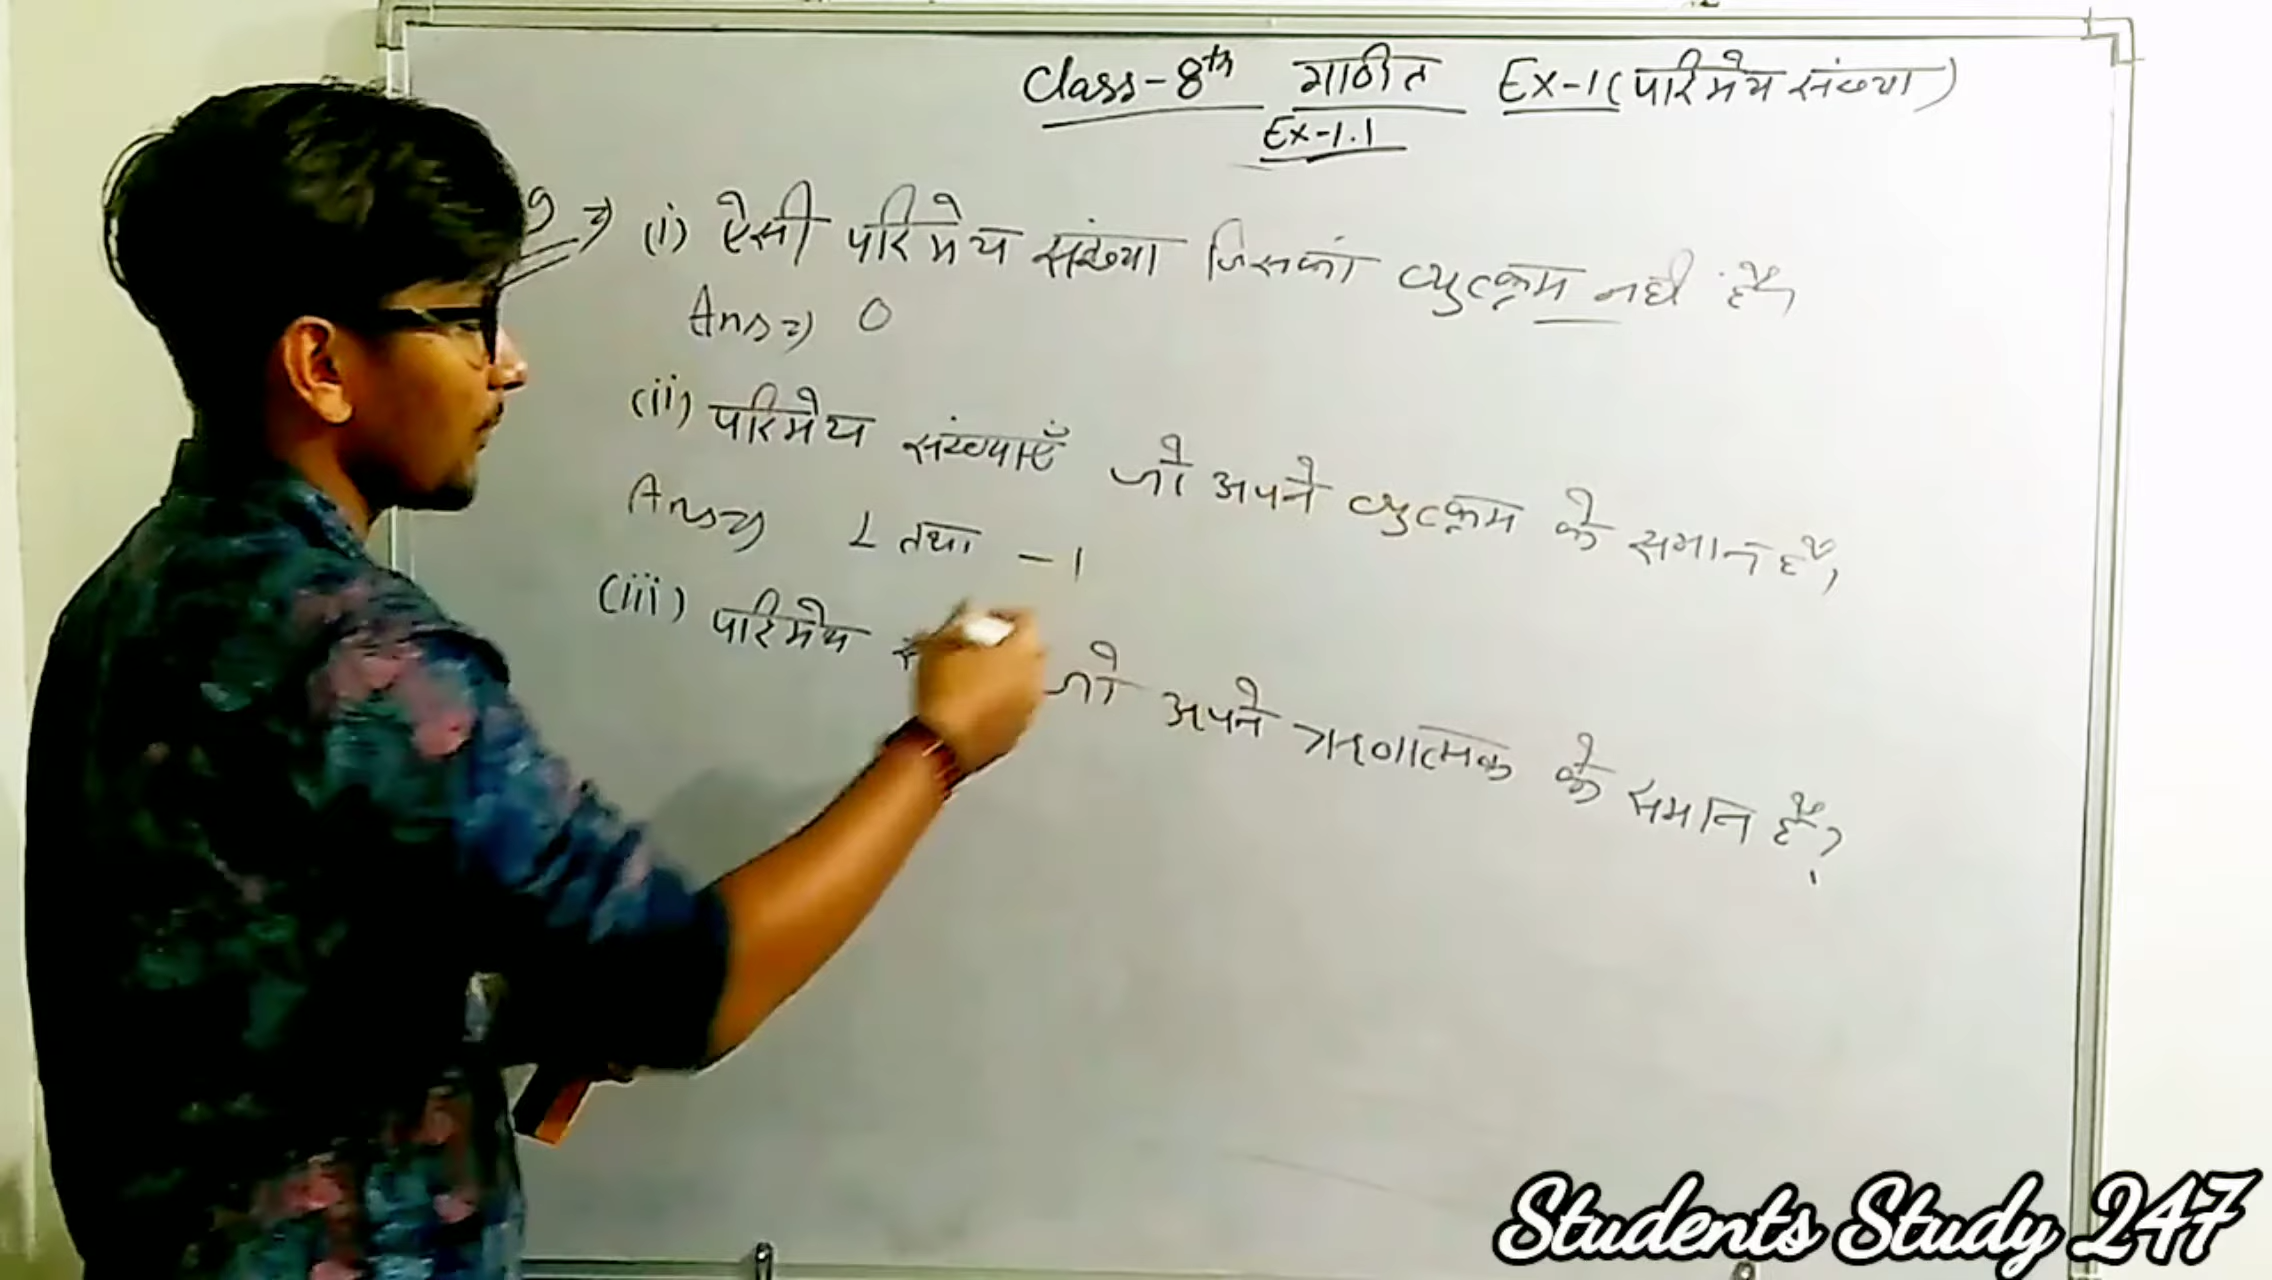 Class-8th गणित Ex-1(परिमेय संख्या)
Ex-1.1
(i) ऐसी परिमेय संख्या जिसका व्युत्क्रम नही है,
Ans⇒ 0
(ii) परिमेय संख्याएँ जो अपने व्युत्क्रम के समान हैं,
Ans⇒ 1 तथा -1
(iii) परिमेय जो अपने ऋणात्मक के समान हैं?
Students Study 247